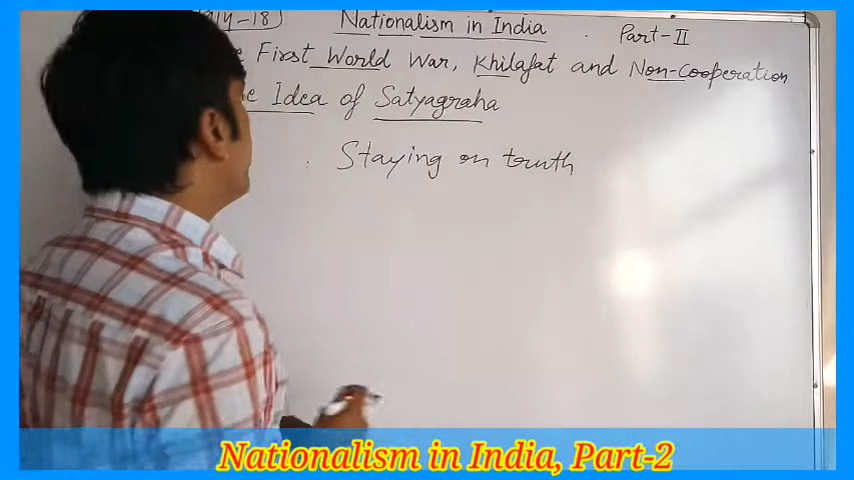 1914-18) Nationalism in India Part-II
First World War, Khilafat and Non-Cooperation
Idea of Satyagraha
Staying on truth
Nationalism in India, Part-2